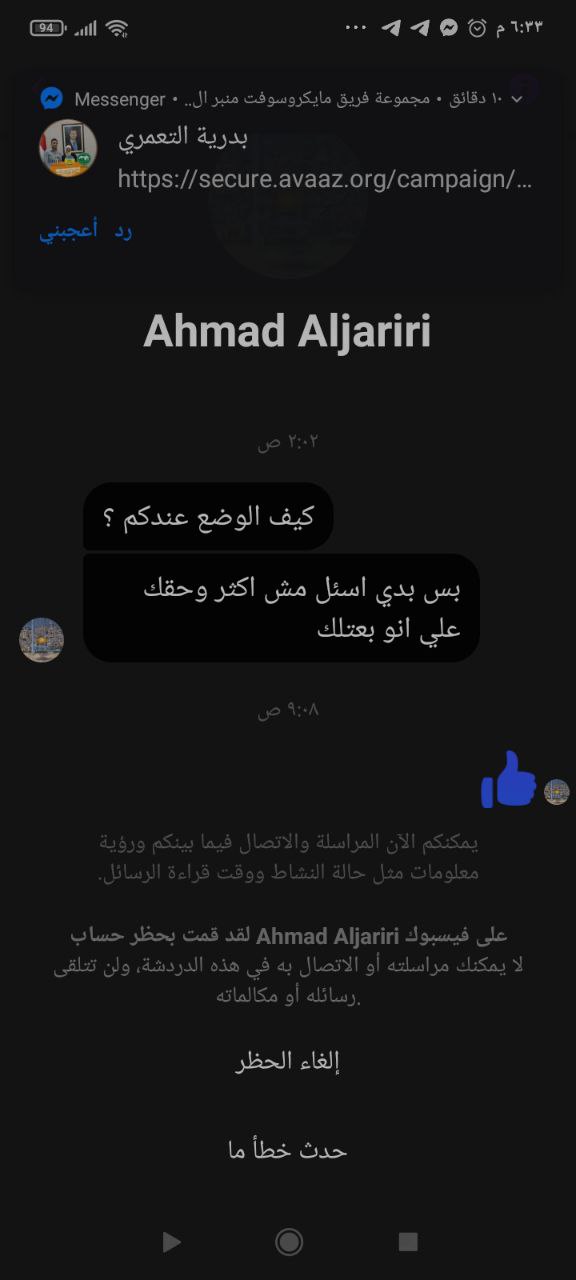 94
٦:٣٣ م
Messenger • مجموعة فريق مايكروسوفت منبر ال.. • ١٠ دقائق
بدرية التعمري
https://secure.avaaz.org/campaign/...
رد أعجبني
Ahmad Aljariri
٢:٠٢ ص
كيف الوضع عندكم ؟
بس بدي اسئل مش اكثر وحقك
علي انو بعتلك
٩:٠٨ ص
يمكنكم الآن المراسلة والاتصال فيما بينكم ورؤية
معلومات مثل حالة النشاط ووقت قراءة الرسائل.
على فيسبوك Ahmad Aljariri لقد قمت بحظر حساب
لا يمكنك مراسلته أو الاتصال به في هذه الدردشة، ولن تتلقى
رسائله أو مكالماته.
إلغاء الحظر
حدث خطأ ما